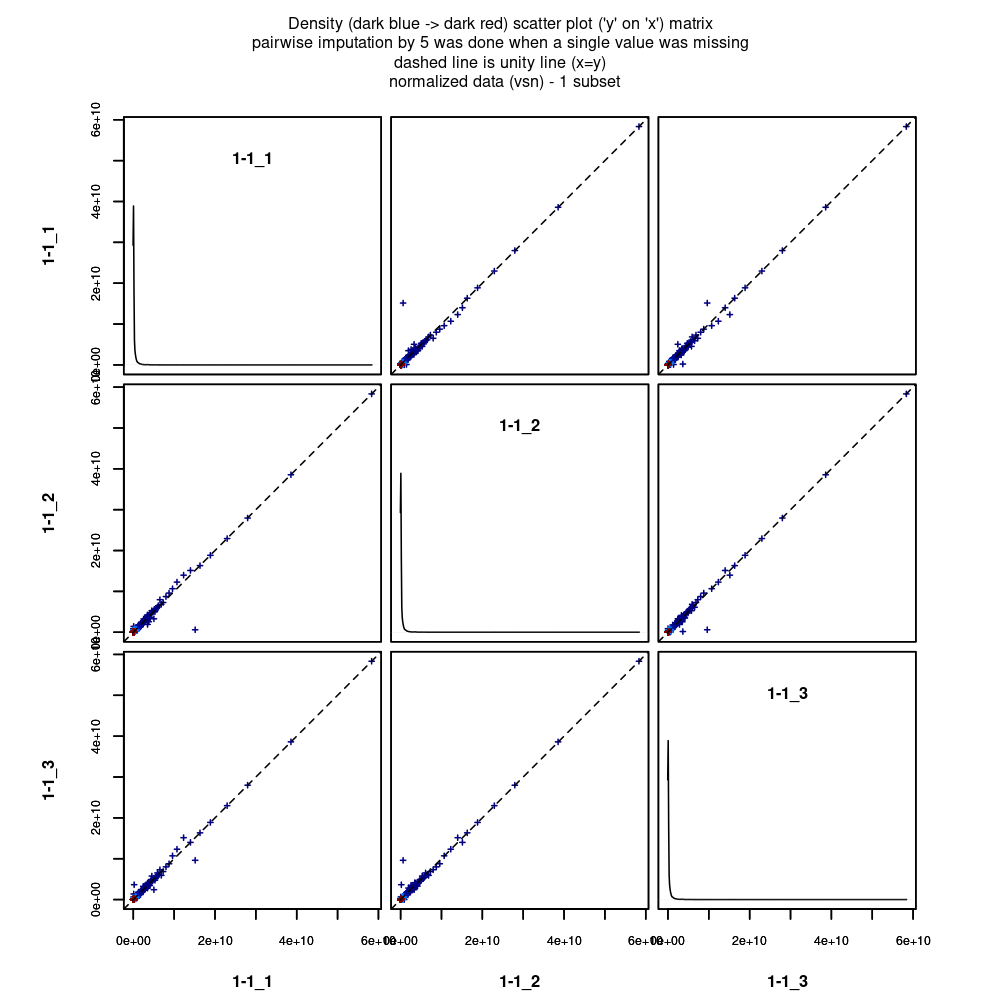 Density (dark blue -> dark red) scatter plot ('y' on 'x') matrix
pairwise imputation by 5 was done when a single value was missing
dashed line is unity line (x=y)
normalized data (vsn) - 1 subset
1-1_1
0e+00 2e+10 4e+10 6e+10
1-1_1
1-1_2
0e+00 2e+10 4e+10 6e+10
1-1_2
1-1_3
0e+00 2e+10 4e+10 6e+10
1-1_3
0e+00 2e+10 4e+10 6e+10
0e+00 2e+10 4e+10 6e+10
0e+00 2e+10 4e+10 6e+10
1-1_1
1-1_2
1-1_3